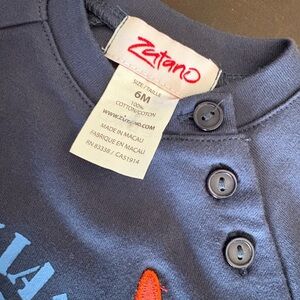 Zutano
SIZE/TAILLE
6M
100%
COTTON/COTON
www.Zutano.com
MADE IN MACAU
FABRIQUE EN MACAU
RN 83338 / CA51914